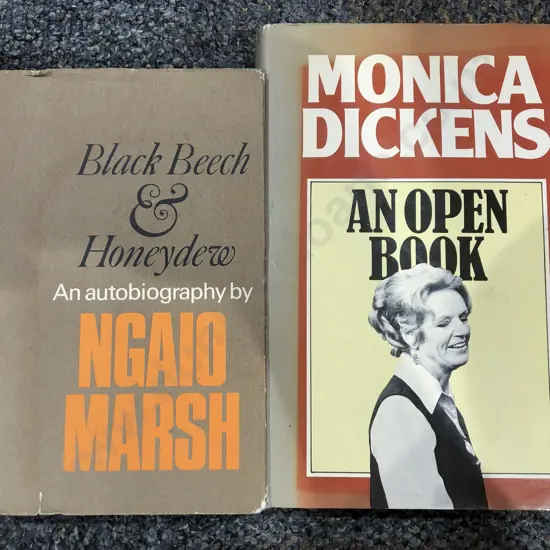 Black Beech
&
Honeydew
An autobiography by
NGAIO
MARSH
MONICA
DICKENS
AN OPEN
BOOK